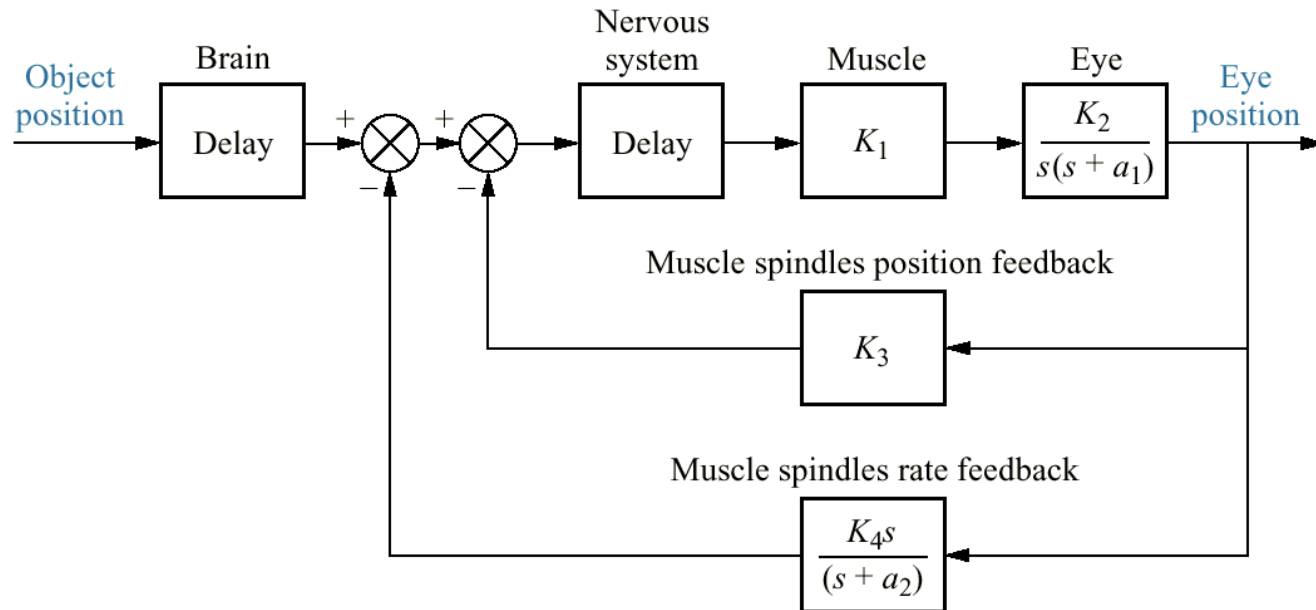 Object
position
Brain
Delay
+
−
+
−
Nervous
system
Delay
Muscle
K₁
Eye
K₂
s(s + a₁)
Eye
position
Muscle spindles position feedback
K₃
Muscle spindles rate feedback
K₄s
(s + a₂)